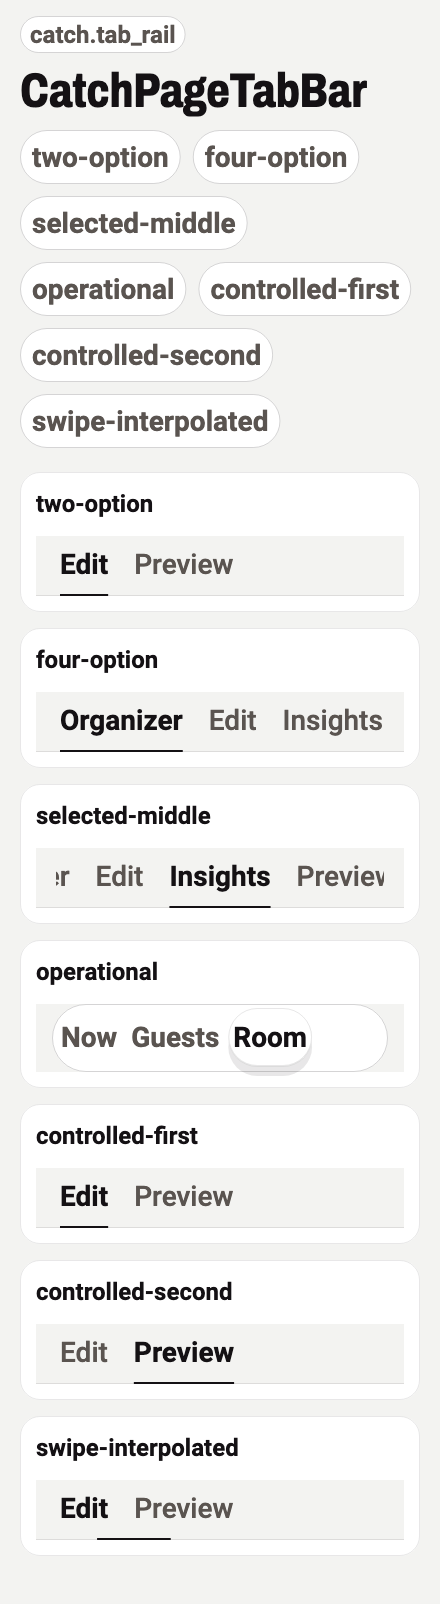 catch.tab_rail
CatchPageTabBar
two-option four-option
selected-middle
operational controlled-first
controlled-second
swipe-interpolated
two-option
Edit Preview
four-option
Organizer Edit Insights
selected-middle
er Edit Insights Preview
operational
Now Guests Room
controlled-first
Edit Preview
controlled-second
Edit Preview
swipe-interpolated
Edit Preview